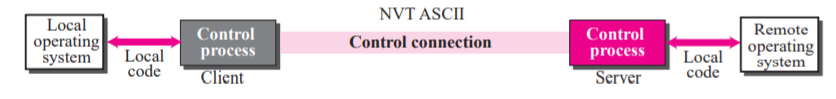 NVT ASCII
Local
operating
system
Local
code
Control
process
Client
Control connection
Control
process
Server
Local
code
Remote
operating
system